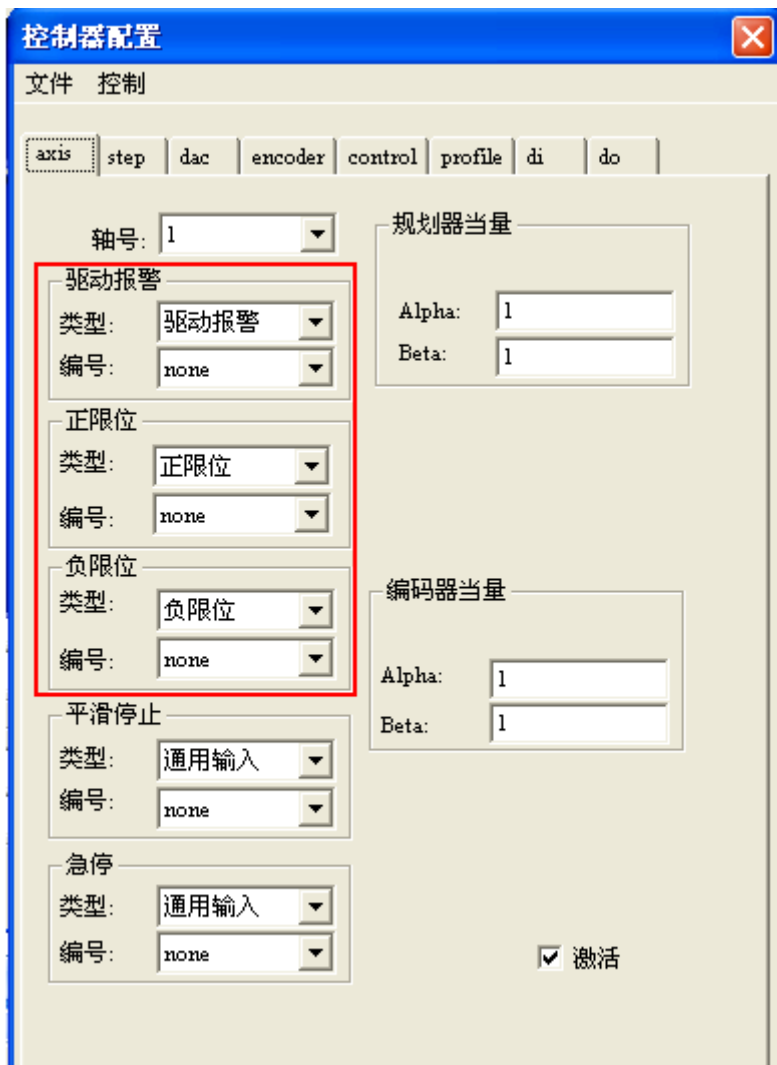 控制器配置
文件 控制
axis step dac encoder control profile di do
轴号: 1
驱动报警
类型: 驱动报警
编号: none
正限位
类型: 正限位
编号: none
负限位
类型: 负限位
编号: none
平滑停止
类型: 通用输入
编号: none
急停
类型: 通用输入
编号: none
规划器当量
Alpha: 1
Beta: 1
编码器当量
Alpha: 1
Beta: 1
激活